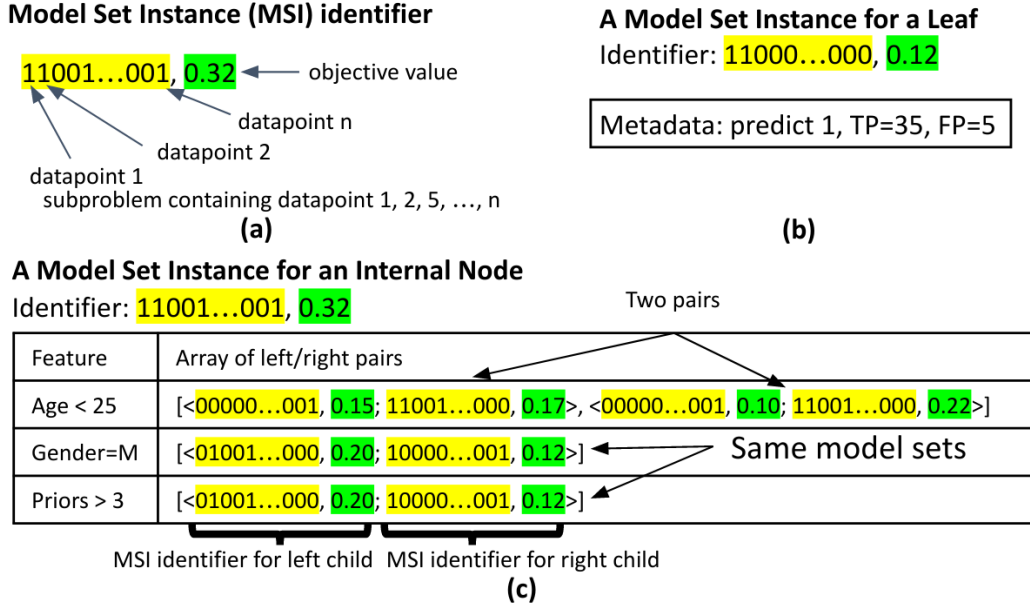 Model Set Instance (MSI) identifier
11001...001, 0.32
objective value
datapoint n
datapoint 2
datapoint 1
subproblem containing datapoint 1, 2, 5, ..., n
(a)
A Model Set Instance for a Leaf
Identifier: 11000...000, 0.12
Metadata: predict 1, TP=35, FP=5
(b)
A Model Set Instance for an Internal Node
Identifier: 11001...001, 0.32
Two pairs
Feature Array of left/right pairs
Age < 25 [<00000...001, 0.15; 11001...000, 0.17>, <00000...001, 0.10; 11001...000, 0.22>]
Gender=M [<01001...000, 0.20; 10000...001, 0.12>]
Same model sets
Priors > 3 [<01001...000, 0.20; 10000...001, 0.12>]
MSI identifier for left child MSI identifier for right child
(c)